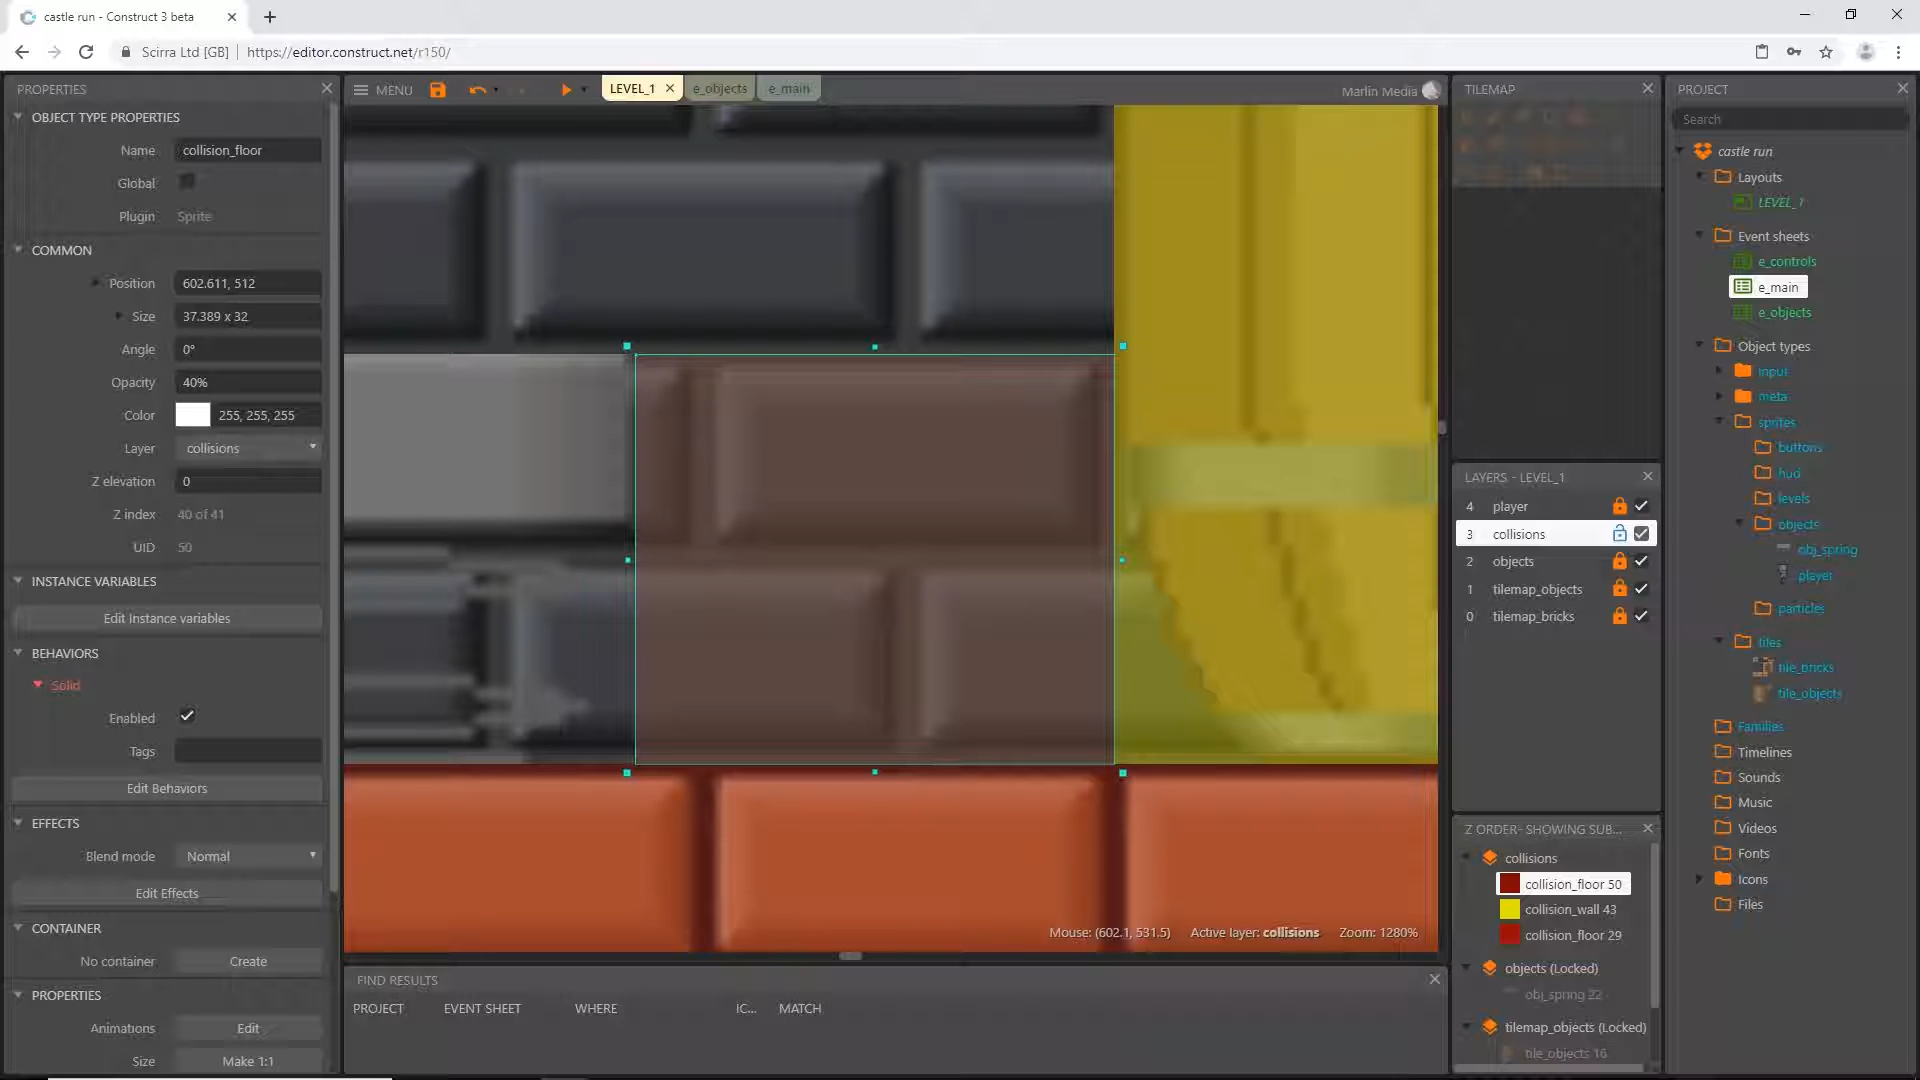 castle run - Construct 3 beta
Scirra Ltd [GB] https://editor.construct.net/r150/
PROPERTIES
OBJECT TYPE PROPERTIES
Name collision_floor
Global
Plugin Sprite
COMMON
Position 602.611, 512
Size 37.389 x 32
Angle 0°
Opacity 40%
Color 255, 255, 255
Layer collisions
Z elevation 0
Z index 40 of 41
UID 50
INSTANCE VARIABLES
Edit Instance variables
BEHAVIORS
Solid
Enabled
Tags
Edit Behaviors
EFFECTS
Blend mode Normal
Edit Effects
CONTAINER
No container Create
PROPERTIES
Animations Edit
Size Make 1:1
MENU
LEVEL_1
e_objects
e_main
Marlin Media
Mouse: (602.1, 531.5) Active layer: collisions Zoom: 1280%
FIND RESULTS
PROJECT EVENT SHEET WHERE IC... MATCH
TILEMAP
LAYERS - LEVEL_1
4 player
3 collisions
2 objects
1 tilemap_objects
0 tilemap_bricks
Z ORDER- SHOWING SUB...
collisions
collision_floor 50
collision_wall 43
collision_floor 29
objects (Locked)
obj_spring 22
tilemap_objects (Locked)
tile_objects 16
PROJECT
Search
castle run
Layouts
LEVEL_1
Event sheets
e_controls
e_main
e_objects
Object types
input
meta
sprites
buttons
hud
levels
objects
obj_spring
player
particles
tiles
tile_bricks
tile_objects
Families
Timelines
Sounds
Music
Videos
Fonts
Icons
Files